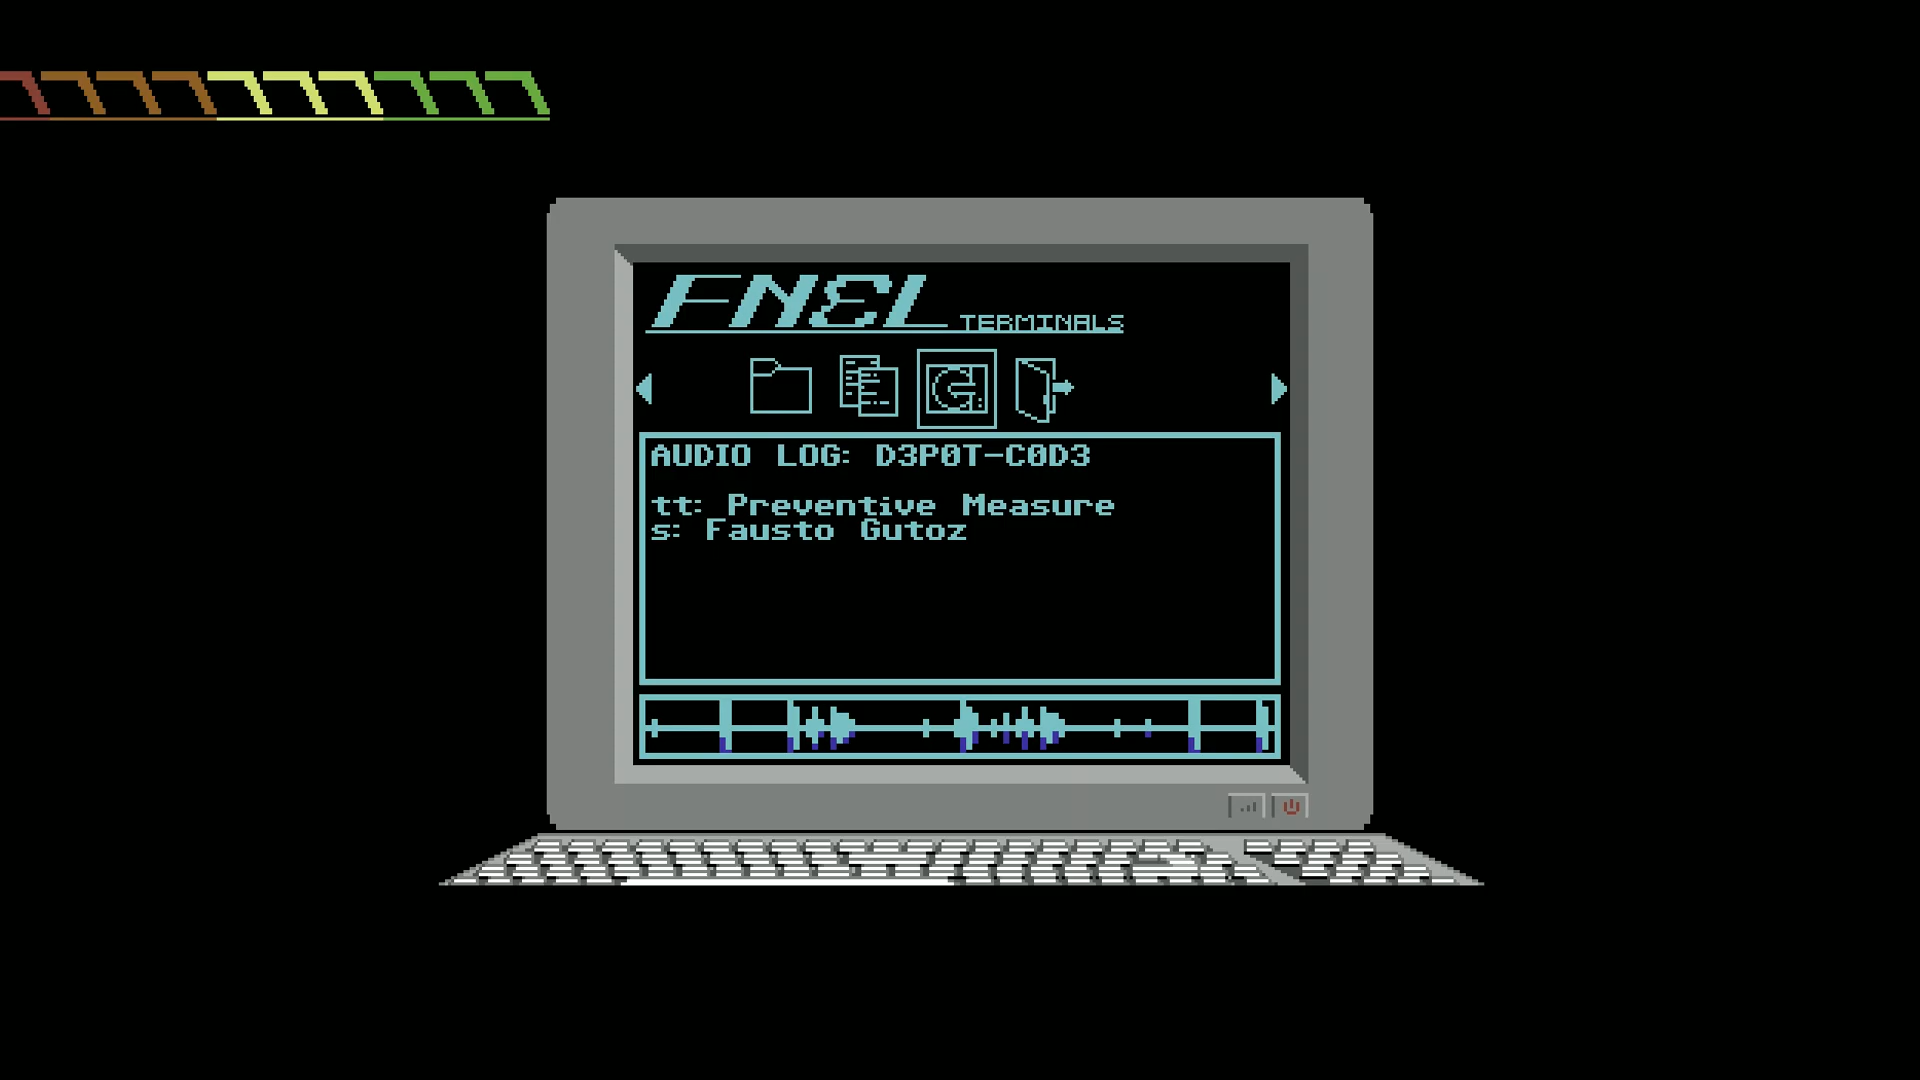 FNEL TERMINALS
AUDIO LOG: D3P0T-C0D3
tt: Preventive Measure
s: Fausto Gutoz